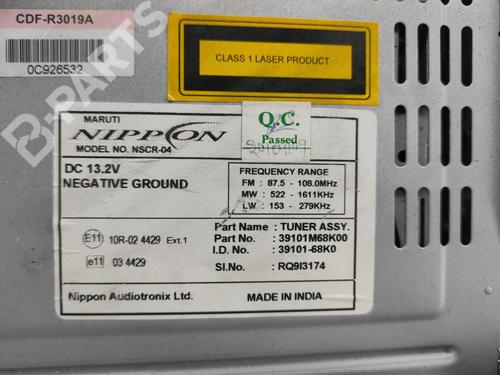 CDF-R3019A
0C926532
B-PARTS
CLASS 1 LASER PRODUCT
MARUTI
NIPPON
MODEL NO. NSCR-04
Q.C.
Passed
DC 13.2V
NEGATIVE GROUND
FREQUENCY RANGE
FM : 87.5 - 108.0MHz
MW : 522 - 1611KHz
LW : 153 - 279KHz
E11 10R-02 4429 Ext.1
e11 03 4429
Part Name : TUNER ASSY.
Part No. : 39101M68K00
I.D. No. : 39101-68K0
Sl.No. : RQ9I3174
Nippon Audiotronix Ltd.
MADE IN INDIA